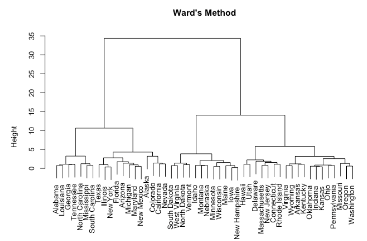 Ward's Method
Height
35
30
25
20
15
10
5
0
Alabama
Louisiana
Georgia
Tennessee
North Carolina
Mississippi
South Carolina
Texas
Illinois
New York
Florida
Arizona
Michigan
Maryland
New Mexico
Alaska
Colorado
California
Nevada
South Dakota
West Virginia
North Dakota
Vermont
Idaho
Montana
Nebraska
Minnesota
Wisconsin
Maine
Iowa
New Hampshire
Hawaii
Utah
Delaware
Massachusetts
New Jersey
Connecticut
Rhode Island
Virginia
Wyoming
Arkansas
Kentucky
Oklahoma
Indiana
Kansas
Ohio
Pennsylvania
Missouri
Oregon
Washington